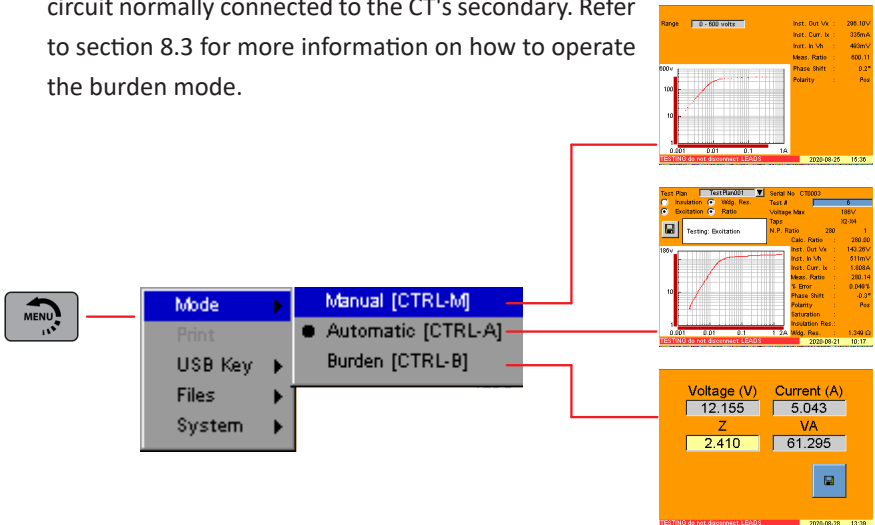 circuit normally connected to the CT's secondary. Refer
to section 8.3 for more information on how to operate
the burden mode.
MENU
Mode
Print
USB Key
Files
System
Manual [CTRL-M]
Automatic [CTRL-A]
Burden [CTRL-B]
Range 0 - 600 volts
Inst. Out Vx : 295.10V
Inst. Curr. Ix : 335mA
Inst. In Vh : 493mV
Meas. Ratio : 600.11
Phase Shift : 0.2°
Polarity : Pos
600V
100
10
1
0.001 0.01 0.1 1A
TESTING do not disconnect LEADS 2020-08-25 15:36
Test Plan TestPlan001 Serial No CT0003
Insulation Wdg. Res. Test # 6
Excitation Ratio Voltage Max 186V
Taps X2-X4
Testing: Excitation
N.P. Ratio 280 1
Calc. Ratio : 280.00
Inst. Out Vx : 143.26V
Inst. In Vh : 511mV
Inst. Curr. Ix : 1.808A
Meas. Ratio : 280.14
% Error : 0.049%
Phase Shift : -0.3°
Polarity : Pos
Saturation :
Insulation Res.:
Wdg. Res. : 1.349 Ω
186V
100
10
1
0.001 0.01 0.1 1 2A
TESTING do not disconnect LEADS 2020-08-21 10:17
Voltage (V) Current (A)
12.155 5.043
Z VA
2.410 61.295
TESTING do not disconnect LEADS 2020-08-28 13:39